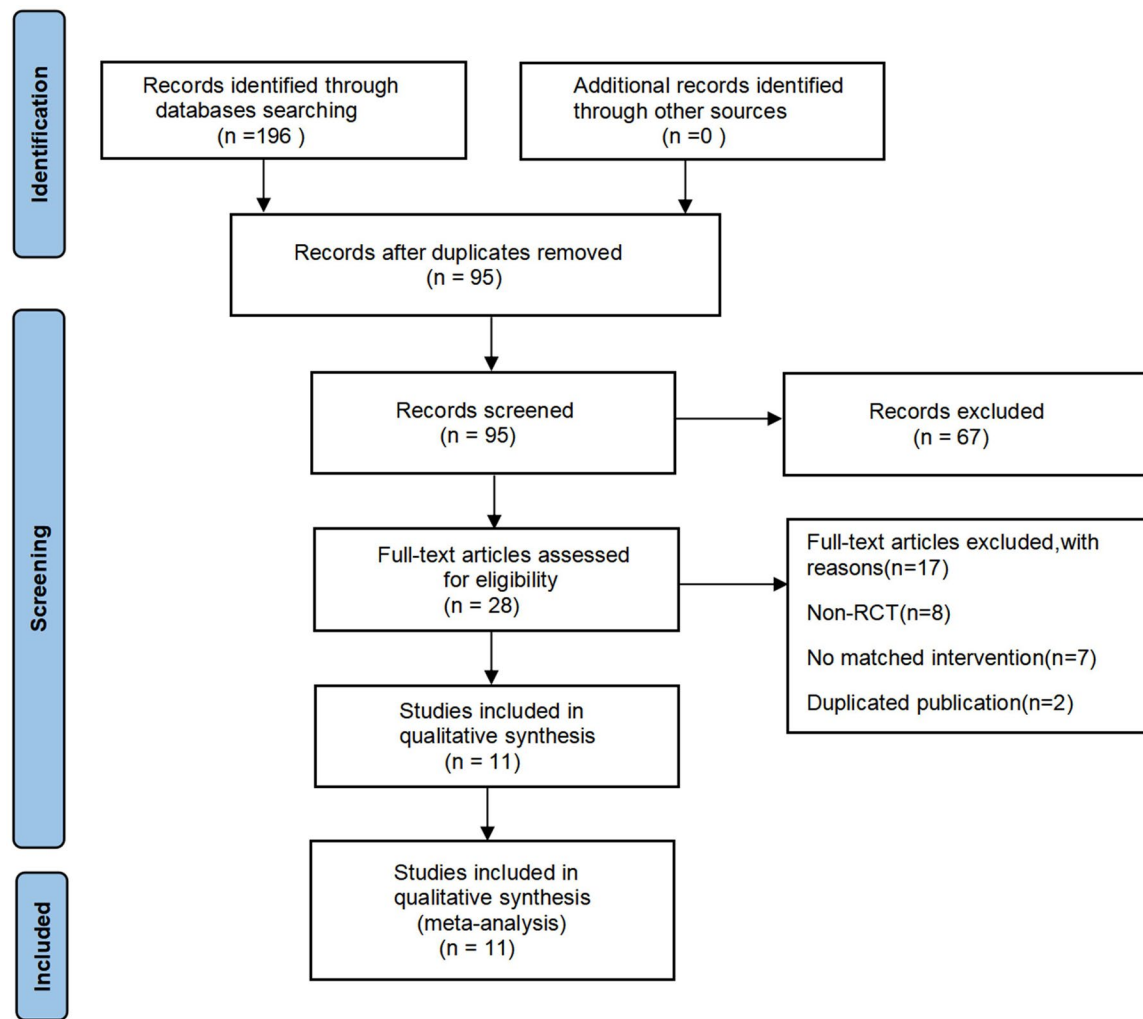 Identification
Records identified through
databases searching
(n =196 )
Additional records identified
through other sources
(n =0 )
Records after duplicates removed
(n = 95)
Screening
Records screened
(n = 95)
Records excluded
(n = 67)
Full-text articles assessed
for eligibility
(n = 28)
Full-text articles excluded,with
reasons(n=17)
Non-RCT(n=8)
No matched intervention(n=7)
Duplicated publication(n=2)
Studies included in
qualitative synthesis
(n = 11)
Included
Studies included in
qualitative synthesis
(meta-analysis)
(n = 11)